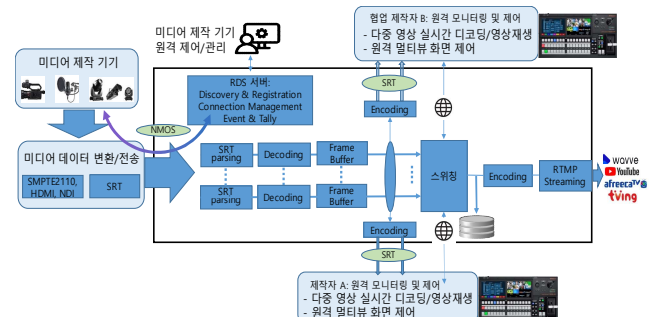 미디어 제작 기기
원격 제어/관리
협업 제작자 B: 원격 모니터링 및 제어
- 다중 영상 실시간 디코딩/영상재생
- 원격 멀티뷰 화면 제어
미디어 제작 기기
RDS 서버:
Discovery & Registration
Connection Management
Event & Tally
SRT
Encoding
NMOS
미디어 데이터 변환/전송
SMPTE2110,
HDMI, NDI
SRT
SRT
parsing
Decoding
Frame
Buffer
SRT
parsing
Decoding
Frame
Buffer
스위칭
Encoding
RTMP
Streaming
wavve
YouTube
afreecaTV
tving
Encoding
SRT
제작자 A: 원격 모니터링 및 제어
- 다중 영상 실시간 디코딩/영상재생
- 원격 멀티뷰 화면 제어